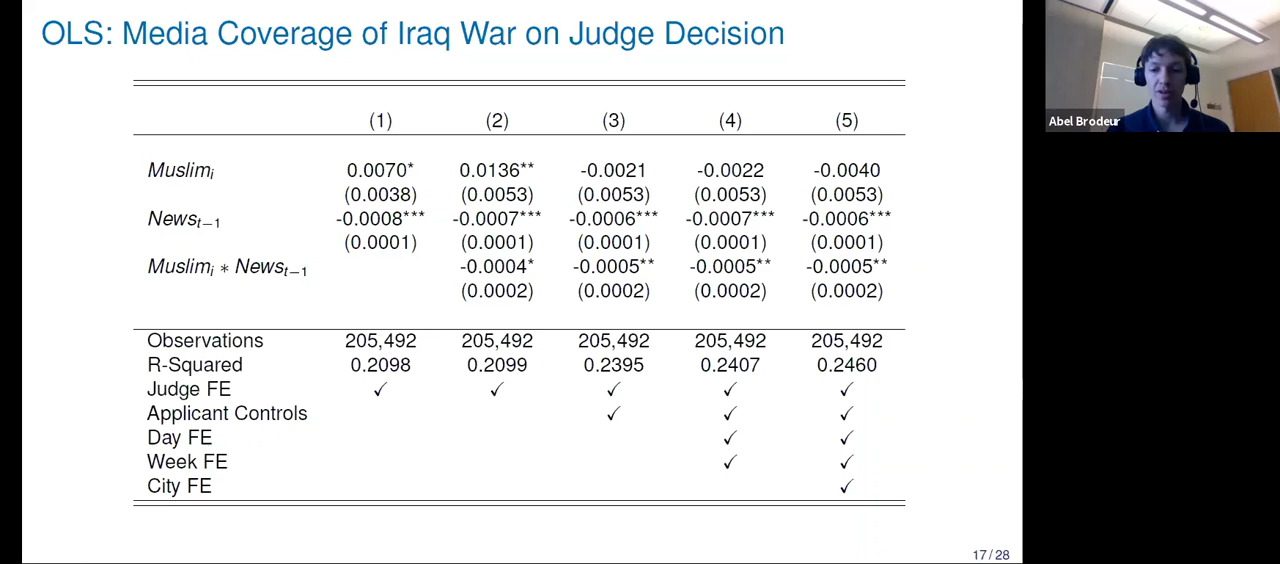 OLS: Media Coverage of Iraq War on Judge Decision
(1) (2) (3) (4) (5)
Muslimᵢ 0.0070* 0.0136** -0.0021 -0.0022 -0.0040
(0.0038) (0.0053) (0.0053) (0.0053) (0.0053)
Newsₜ₋₁ -0.0008*** -0.0007*** -0.0006*** -0.0007*** -0.0006***
(0.0001) (0.0001) (0.0001) (0.0001) (0.0001)
Muslimᵢ ∗ Newsₜ₋₁ -0.0004* -0.0005** -0.0005** -0.0005**
(0.0002) (0.0002) (0.0002) (0.0002)
Observations 205,492 205,492 205,492 205,492 205,492
R-Squared 0.2098 0.2099 0.2395 0.2407 0.2460
Judge FE ✓ ✓ ✓ ✓ ✓
Applicant Controls ✓ ✓ ✓
Day FE ✓ ✓
Week FE ✓ ✓
City FE ✓
17 / 28
Abel Brodeur